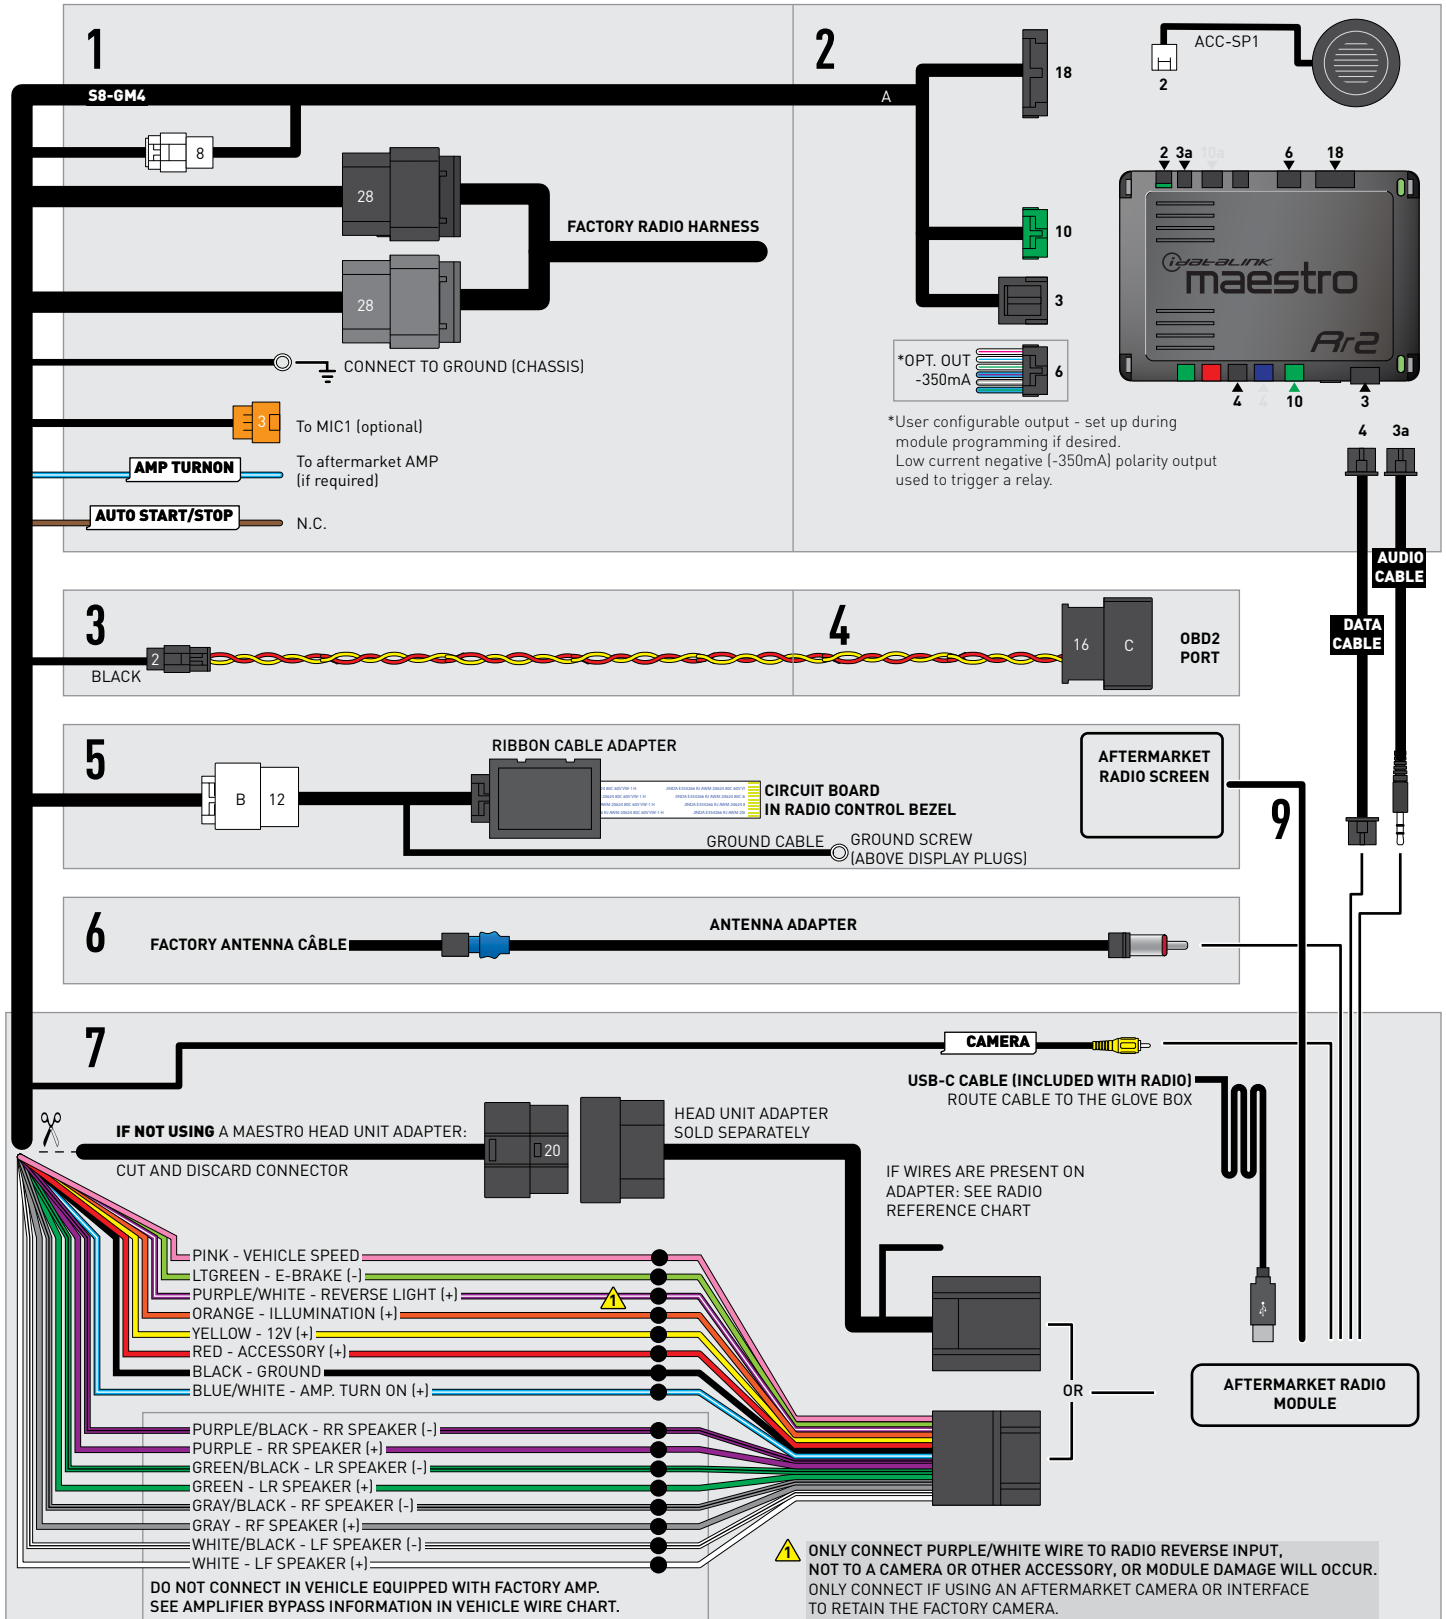 1
2
S8-GM4
A
18
ACC-SP1
2
8
28
FACTORY RADIO HARNESS
28
10
3
2 3a 10a 6 18
iDATALINK
maestro
Ar2
4 4 10 3
CONNECT TO GROUND (CHASSIS)
*OPT. OUT
-350mA
6
3
To MIC1 (optional)
AMP TURNON
To aftermarket AMP
(if required)
AUTO START/STOP
N.C.
*User configurable output - set up during
module programming if desired.
Low current negative (-350mA) polarity output
used to trigger a relay.
4 3a
AUDIO
CABLE
DATA
CABLE
3
4
2
BLACK
16
C
OBD2
PORT
5
B
12
RIBBON CABLE ADAPTER
CIRCUIT BOARD
IN RADIO CONTROL BEZEL
GROUND CABLE
GROUND SCREW
(ABOVE DISPLAY PLUGS)
AFTERMARKET
RADIO SCREEN
9
6
FACTORY ANTENNA CÂBLE
ANTENNA ADAPTER
7
CAMERA
USB-C CABLE (INCLUDED WITH RADIO)
ROUTE CABLE TO THE GLOVE BOX
IF NOT USING A MAESTRO HEAD UNIT ADAPTER:
CUT AND DISCARD CONNECTOR
20
HEAD UNIT ADAPTER
SOLD SEPARATELY
IF WIRES ARE PRESENT ON
ADAPTER: SEE RADIO
REFERENCE CHART
PINK - VEHICLE SPEED
LTGREEN - E-BRAKE (-)
PURPLE/WHITE - REVERSE LIGHT (+)
1
ORANGE - ILLUMINATION (+)
YELLOW - 12V (+)
RED - ACCESSORY (+)
BLACK - GROUND
BLUE/WHITE - AMP. TURN ON (+)
OR
AFTERMARKET RADIO
MODULE
PURPLE/BLACK - RR SPEAKER (-)
PURPLE - RR SPEAKER (+)
GREEN/BLACK - LR SPEAKER (-)
GREEN - LR SPEAKER (+)
GRAY/BLACK - RF SPEAKER (-)
GRAY - RF SPEAKER (+)
WHITE/BLACK - LF SPEAKER (-)
WHITE - LF SPEAKER (+)
DO NOT CONNECT IN VEHICLE EQUIPPED WITH FACTORY AMP.
SEE AMPLIFIER BYPASS INFORMATION IN VEHICLE WIRE CHART.
1 ONLY CONNECT PURPLE/WHITE WIRE TO RADIO REVERSE INPUT,
NOT TO A CAMERA OR OTHER ACCESSORY, OR MODULE DAMAGE WILL OCCUR.
ONLY CONNECT IF USING AN AFTERMARKET CAMERA OR INTERFACE
TO RETAIN THE FACTORY CAMERA.